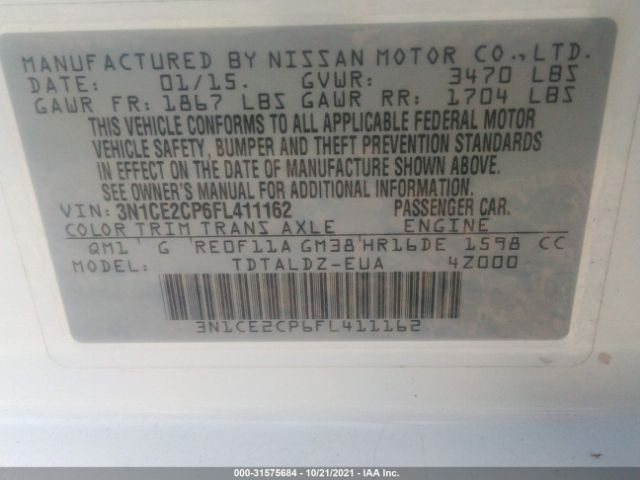 MANUFACTURED BY NISSAN MOTOR CO., LTD.
DATE: 01/15. GVWR: 3470 LBS
GAWR FR: 1867 LBS GAWR RR: 1704 LBS
THIS VEHICLE CONFORMS TO ALL APPLICABLE FEDERAL MOTOR
VEHICLE SAFETY, BUMPER AND THEFT PREVENTION STANDARDS
IN EFFECT ON THE DATE OF MANUFACTURE SHOWN ABOVE.
SEE OWNER'S MANUAL FOR ADDITIONAL INFORMATION.
VIN: 3N1CE2CP6FL411162 PASSENGER CAR.
COLOR TRIM TRANS AXLE ENGINE
QM1 G RE0F11A GM38 HR16DE 1598 CC
MODEL: TDTALDZ-EUA 4Z000
3N1CE2CP6FL411162
000-31575684 - 10/21/2021 - IAA Inc.